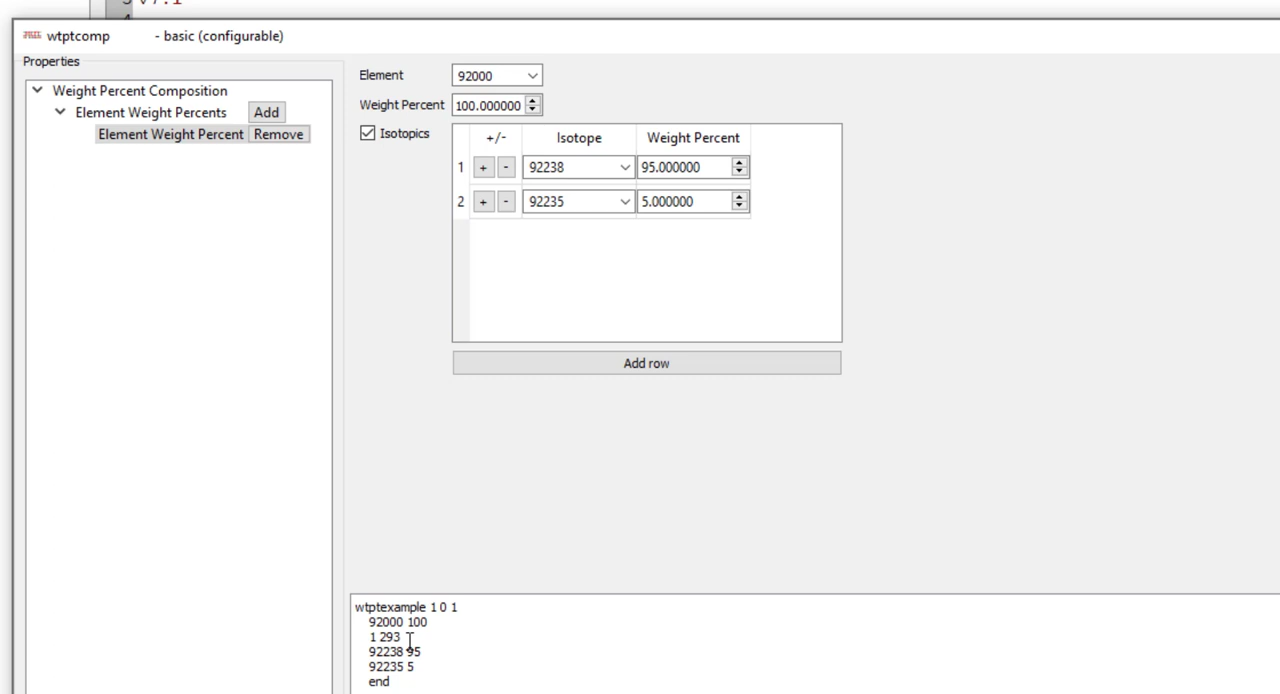 wtptcomp - basic (configurable)
Properties
Weight Percent Composition
Element Weight Percents Add
Element Weight Percent Remove
Element 92000
Weight Percent 100.000000
Isotopics
+/- Isotope Weight Percent
1 + - 92238 95.000000
2 + - 92235 5.000000
Add row
wtptexample 1 0 1
92000 100
1 293
92238 95
92235 5
end